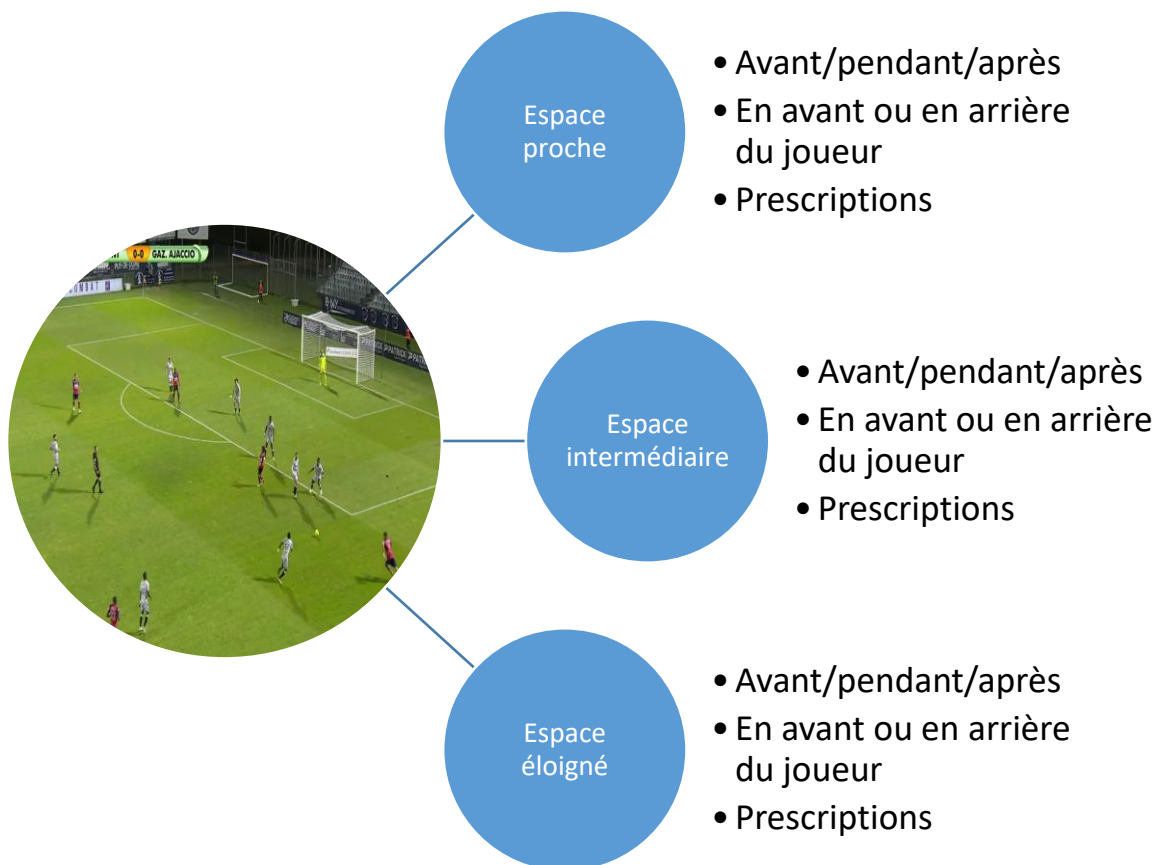 Espace
proche
• Avant/pendant/après
• En avant ou en arrière
du joueur
• Prescriptions
0-0 GAZ. AJACCIO
Espace
intermédiaire
• Avant/pendant/après
• En avant ou en arrière
du joueur
• Prescriptions
Espace
éloigné
• Avant/pendant/après
• En avant ou en arrière
du joueur
• Prescriptions